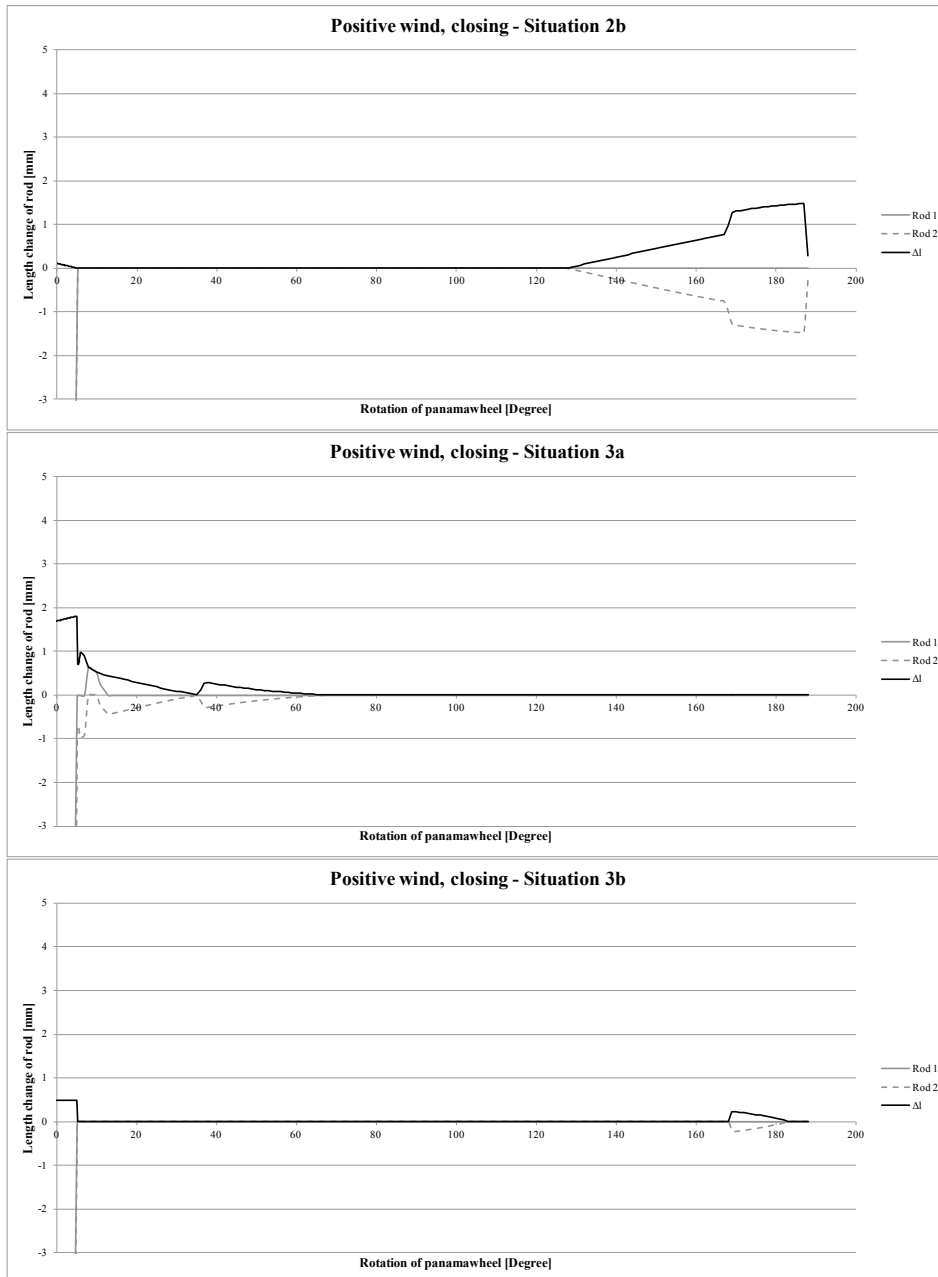 Positive wind, closing - Situation 2b
5
4
3
2
1
0
-1
-2
-3
0 20 40 60 80 100 120 140 160 180 200
Length change of rod [mm]
Rotation of panamawheel [Degree]
Rod 1
Rod 2
Δl
Positive wind, closing - Situation 3a
5
4
3
2
1
0
-1
-2
-3
0 20 40 60 80 100 120 140 160 180 200
Length change of rod [mm]
Rotation of panamawheel [Degree]
Rod 1
Rod 2
Δl
Positive wind, closing - Situation 3b
5
4
3
2
1
0
-1
-2
-3
0 20 40 60 80 100 120 140 160 180 200
Length change of rod [mm]
Rotation of panamawheel [Degree]
Rod 1
Rod 2
Δl